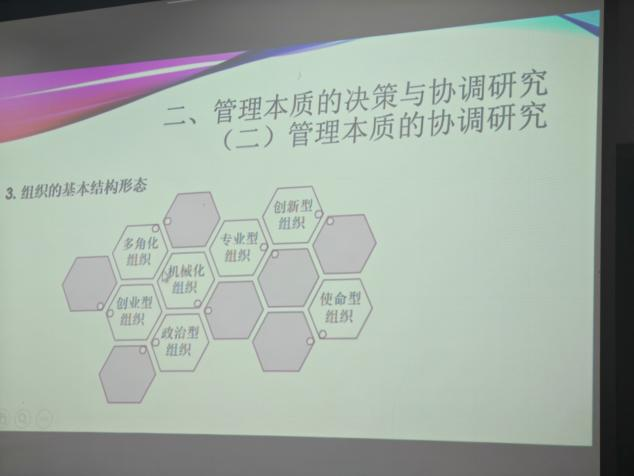 二、管理本质的决策与协调研究
（二）管理本质的协调研究
3. 组织的基本结构形态
创新型
组织
多角化
组织
专业型
组织
机械化
组织
创业型
组织
使命型
组织
政治型
组织